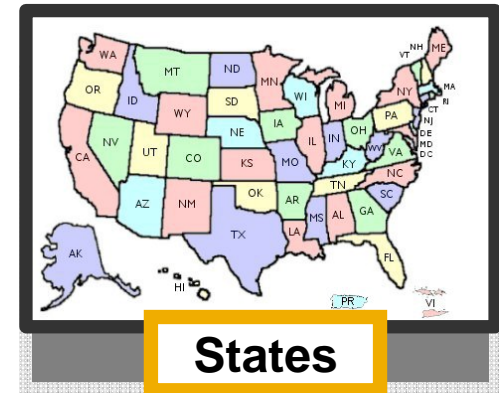 WA
MT
ND
MN
VT
NH
ME
OR
ID
WY
SD
WI
MI
NY
MA
RI
CT
NJ
DE
MD
DC
NV
UT
CO
NE
IA
IL
IN
OH
PA
WV
VA
CA
KS
MO
KY
NC
TN
SC
AZ
NM
OK
AR
MS
AL
GA
TX
LA
FL
AK
HI
PR
VI
States